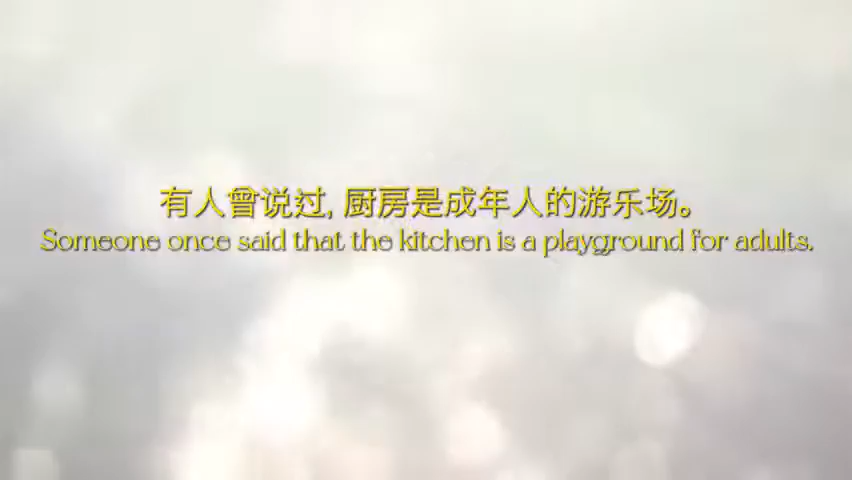 有人曾说过, 厨房是成年人的游乐场。
Someone once said that the kitchen is a playground for adults.